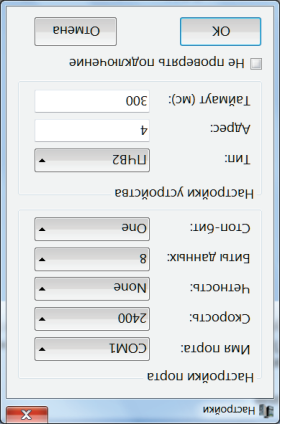 Настройки
Настройки порта
Имя порта: COM1
Скорость: 2400
Четность: None
Биты данных: 8
Стоп-бит: One
Настройки устройства
Тип: ПЧВ2
Адрес: 4
Таймаут (мс): 300
Не проверять подключение
OK Отмена